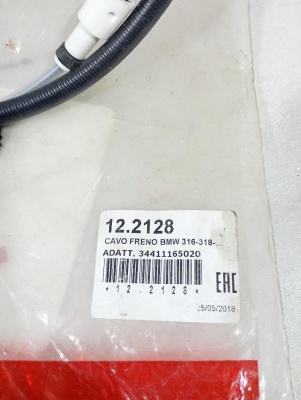 12.2128
CAVO FRENO BMW 316-318-...
ADATT. 34411165020
*12.2128*
EAC
25/05/2018